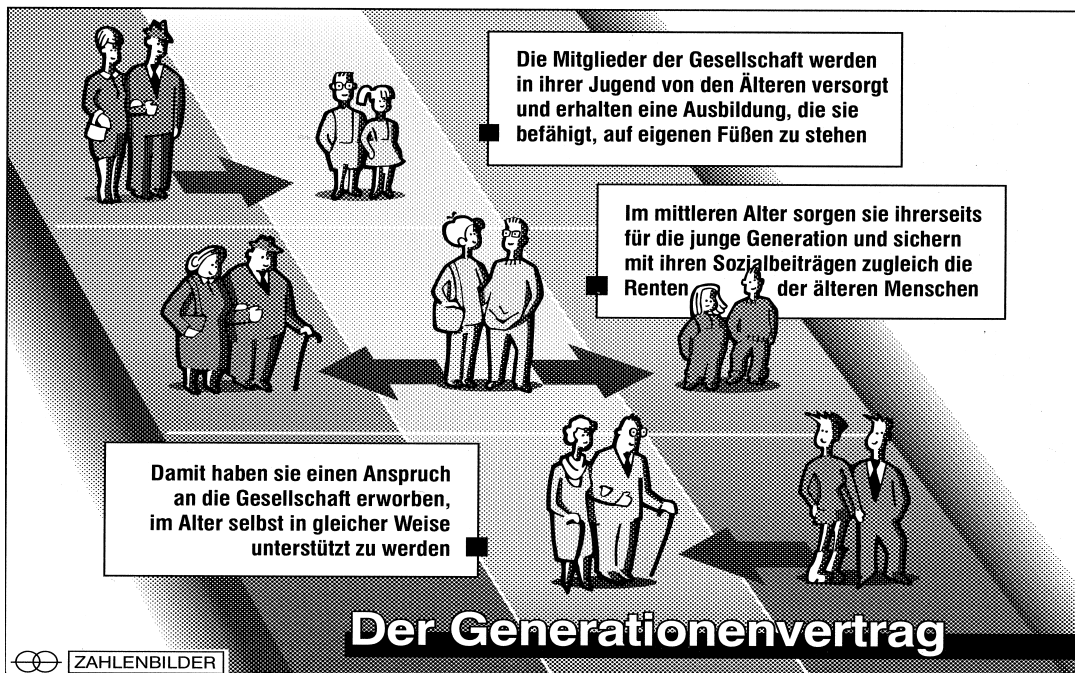 Die Mitglieder der Gesellschaft werden
in ihrer Jugend von den Älteren versorgt
und erhalten eine Ausbildung, die sie
befähigt, auf eigenen Füßen zu stehen
Im mittleren Alter sorgen sie ihrerseits
für die junge Generation und sichern
mit ihren Sozialbeiträgen zugleich die
Renten der älteren Menschen
Damit haben sie einen Anspruch
an die Gesellschaft erworben,
im Alter selbst in gleicher Weise
unterstützt zu werden
Der Generationenvertrag
ZAHLENBILDER